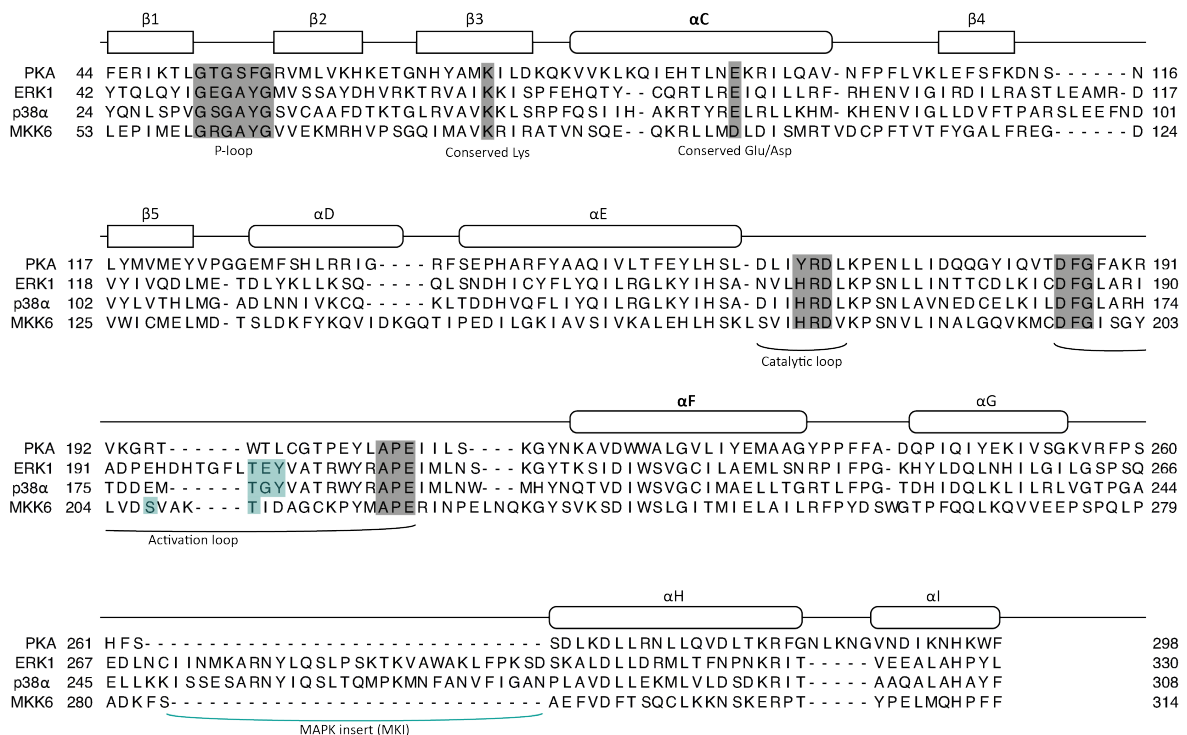 β1 β2 β3 αC β4
PKA 44 FERIKTLGTGSFGRVMLVKHKETGNHYAMKILDKQKVVKLKQIEHTLNEKRILQAV-NFPFLVKLEFSFKDNS------N 116
ERK1 42 YTQLQYIGEGAYGMVSSAYDHVRKTRVAIKKISPFEHQTY--CQRTLREIQILLRF-RHENVIGIRDILRASTLEAMR-D 117
p38α 24 YQNLSPVGSGAYGSVCAAFDTKTGLRVAVKKLSRPFQSIIH-AKRTYRELRLLKHM-KHENVIGLLDVFTPARSLEEFND 101
MKK6 53 LEPIMELGRGAYGVVEKMRHVPSGQIMAVKRIRATVNSQE--QKRLLMDLDISMRTVDCPFTVTFYGALFREG------D 124
P-loop Conserved Lys Conserved Glu/Asp
β5 αD αE
PKA 117 LYMVMEYVPGGEMFSHLRRIG----RFSEPHARFYAAQIVLTFEYLHSL-DLIYRDLKPENLLIDQQGYIQVTDFGFAKR 191
ERK1 118 VYIVQDLME-TDLYKLLKSQ-----QLSNDHICYFLYQILRGLKYIHSA-NVLHRDLKPSNLLINTTCDLKICDFGLARI 190
p38α 102 VYLVTHLMG-ADLNNIVKCQ-----KLTDDHVQFLIYQILRGLKYIHSA-DIIHRDLKPSNLAVNEDCELKILDFGLARH 174
MKK6 125 VWICMELMD-TSLDKFYKQVIDKGQTIPEDILGKIAVSIVKALEHLHSKLSVIHRDVKPSNVLINALGQVKMCDFGISGY 203
Catalytic loop
αF αG
PKA 192 VKGRT-------WTLCGTPEYLAPEIILS----KGYNKAVDWWALGVLIYEMAAGYPPFFA-DQPIQIYEKIVSGKVRFPS 260
ERK1 191 ADPEHDHTGFLTEYVATRWYRAPEIMLNS----KGYTKSIDIWSVGCILAEMLSNRPIFPG-KHYLDQLNHILGILGSPSQ 266
p38α 175 TDDEM-------TGYVATRWYRAPEIMLNW---MHYNQTVDIWSVGCIMAELLTGRTLFPG-TDHIDQLKLILRLVGTPGA 244
MKK6 204 LVDSVAK----TIDAGCKPYMAPERINPELNQKGYSVKSDIWSLGITMIELAILRFPYDSWGTPFQQLKQVVEEPSPQLP 279
Activation loop
αH αI
PKA 261 HFS----------------------------------------SDLKDLLRNLLQVDLTKRFGNLKNGVNDIKNHKWF 298
ERK1 267 EDLNCIINMKARNYLQSLPSKTKVAWAKLFPKSDSKALDLLDRMLTFNPNKRIT-----VEEALAHPYL 330
p38α 245 ELLKKISSESARNYIQSLTQMPKMNFANVFIGANPLAVDLLEKMLVLDSDKRIT-----AAQALAHAYF 308
MKK6 280 ADKFS-----------------------------AEFVDFTSQCLKKNSKERPT-----YPELMQHPFF 314
MAPK insert (MKI)